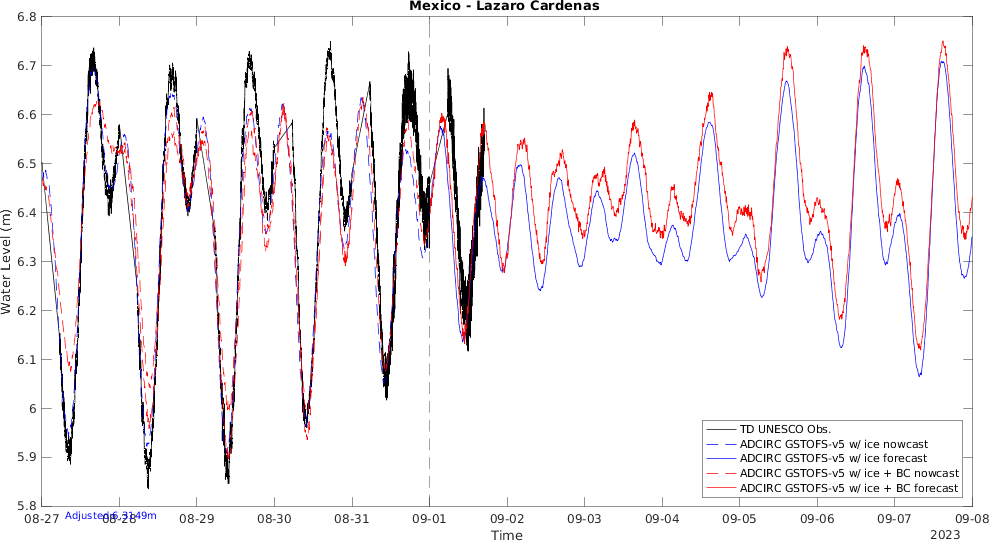 Mexico - Lazaro Cardenas
6.8
6.7
6.6
6.5
6.4
6.3
6.2
6.1
6
5.9
5.8
Water Level (m)
TD UNESCO Obs.
ADCIRC GSTOFS-v5 w/ ice nowcast
ADCIRC GSTOFS-v5 w/ ice forecast
ADCIRC GSTOFS-v5 w/ ice + BC nowcast
ADCIRC GSTOFS-v5 w/ ice + BC forecast
08-27 08-28 08-29 08-30 08-31 09-01 09-02 09-03 09-04 09-05 09-06 09-07 09-08
Adjusted 6.3149m
Time
2023